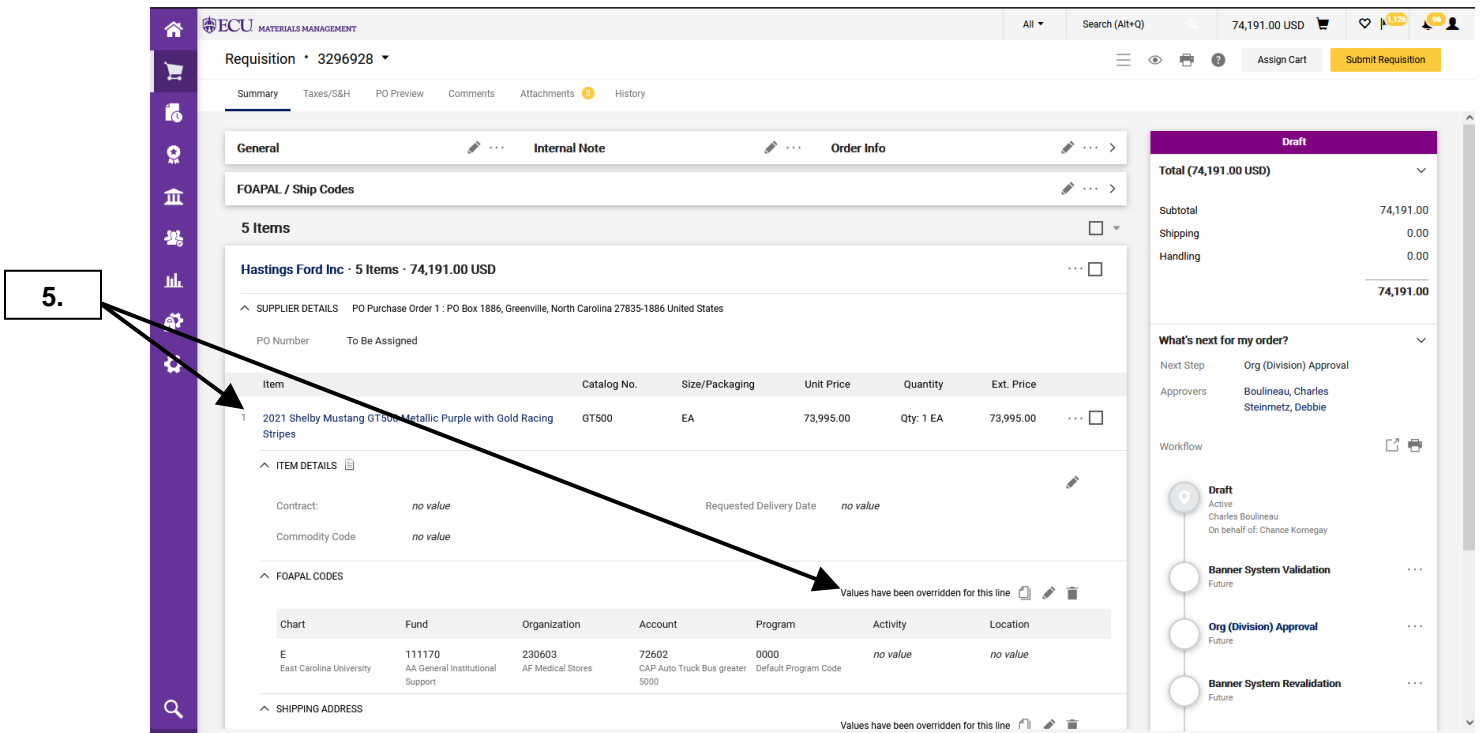 ECU MATERIALS MANAGEMENT
All
Search (Alt+Q)
74,191.00 USD
1,126
96
Requisition · 3296928
Assign Cart
Submit Requisition
Summary Taxes/S&H PO Preview Comments Attachments 3 History
General
Internal Note
Order Info
FOAPAL / Ship Codes
5 Items
Hastings Ford Inc · 5 Items · 74,191.00 USD
5.
SUPPLIER DETAILS PO Purchase Order 1 : PO Box 1886, Greenville, North Carolina 27835-1886 United States
PO Number To Be Assigned
Item Catalog No. Size/Packaging Unit Price Quantity Ext. Price
1 2021 Shelby Mustang GT500 Metallic Purple with Gold Racing GT500 EA 73,995.00 Qty: 1 EA 73,995.00
Stripes
ITEM DETAILS
Contract: no value Requested Delivery Date no value
Commodity Code no value
FOAPAL CODES
Values have been overridden for this line
Chart Fund Organization Account Program Activity Location
E 111170 230603 72602 0000 no value no value
East Carolina University AA General Institutional AF Medical Stores CAP Auto Truck Bus greater Default Program Code
Support 5000
SHIPPING ADDRESS
Values have been overridden for this line
Draft
Total (74,191.00 USD)
Subtotal 74,191.00
Shipping 0.00
Handling 0.00
74,191.00
What's next for my order?
Next Step Org (Division) Approval
Approvers Boulineau, Charles
Steinmetz, Debbie
Workflow
Draft
Active
Charles Boulineau
On behalf of: Chance Kornegay
Banner System Validation
Future
Org (Division) Approval
Future
Banner System Revalidation
Future